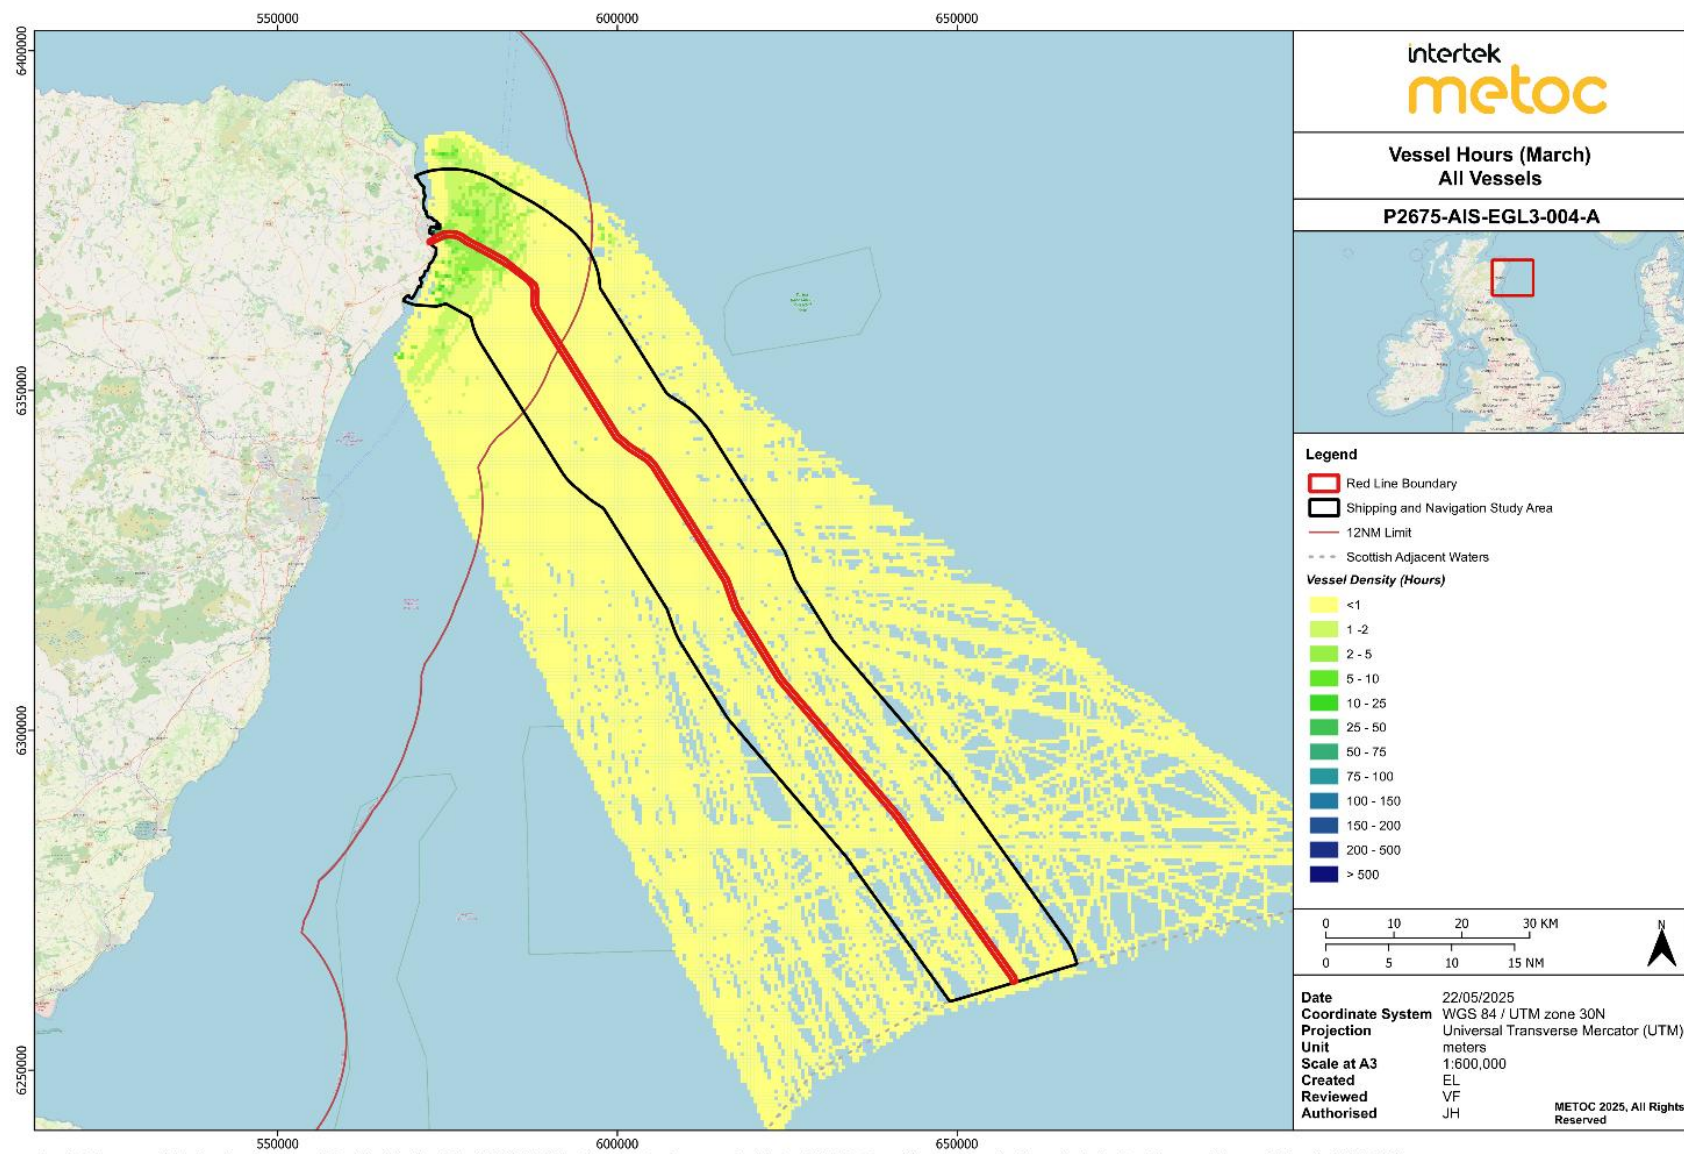 550000
600000
650000
6400000
6350000
6300000
6250000
550000
600000
650000
intertek
metoc
Vessel Hours (March)
All Vessels
P2675-AIS-EGL3-004-A
Legend
Red Line Boundary
Shipping and Navigation Study Area
12NM Limit
Scottish Adjacent Waters
Vessel Density (Hours)
<1
1 -2
2 - 5
5 - 10
10 - 25
25 - 50
50 - 75
75 - 100
100 - 150
150 - 200
200 - 500
> 500
0 10 20 30 KM
0 5 10 15 NM
N
Date 22/05/2025
Coordinate System WGS 84 / UTM zone 30N
Projection Universal Transverse Mercator (UTM)
Unit meters
Scale at A3 1:600,000
Created EL
Reviewed VF
Authorised JH
METOC 2025, All Rights
Reserved